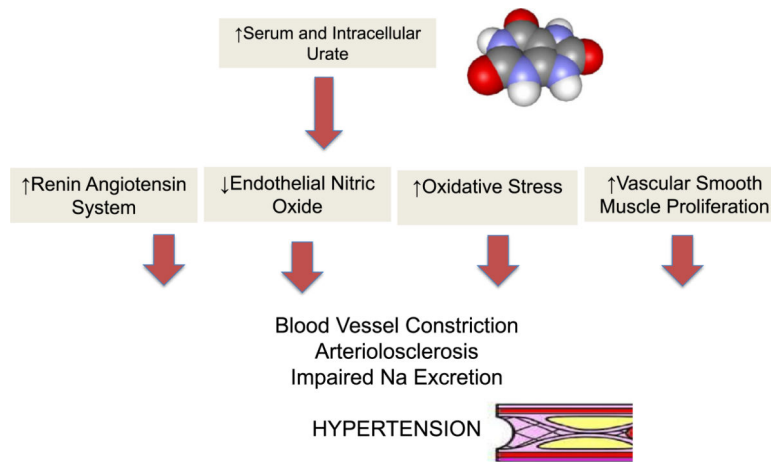 ↑Serum and Intracellular
Urate
↑Renin Angiotensin
System
↓Endothelial Nitric
Oxide
↑Oxidative Stress
↑Vascular Smooth
Muscle Proliferation
Blood Vessel Constriction
Arteriolosclerosis
Impaired Na Excretion
HYPERTENSION